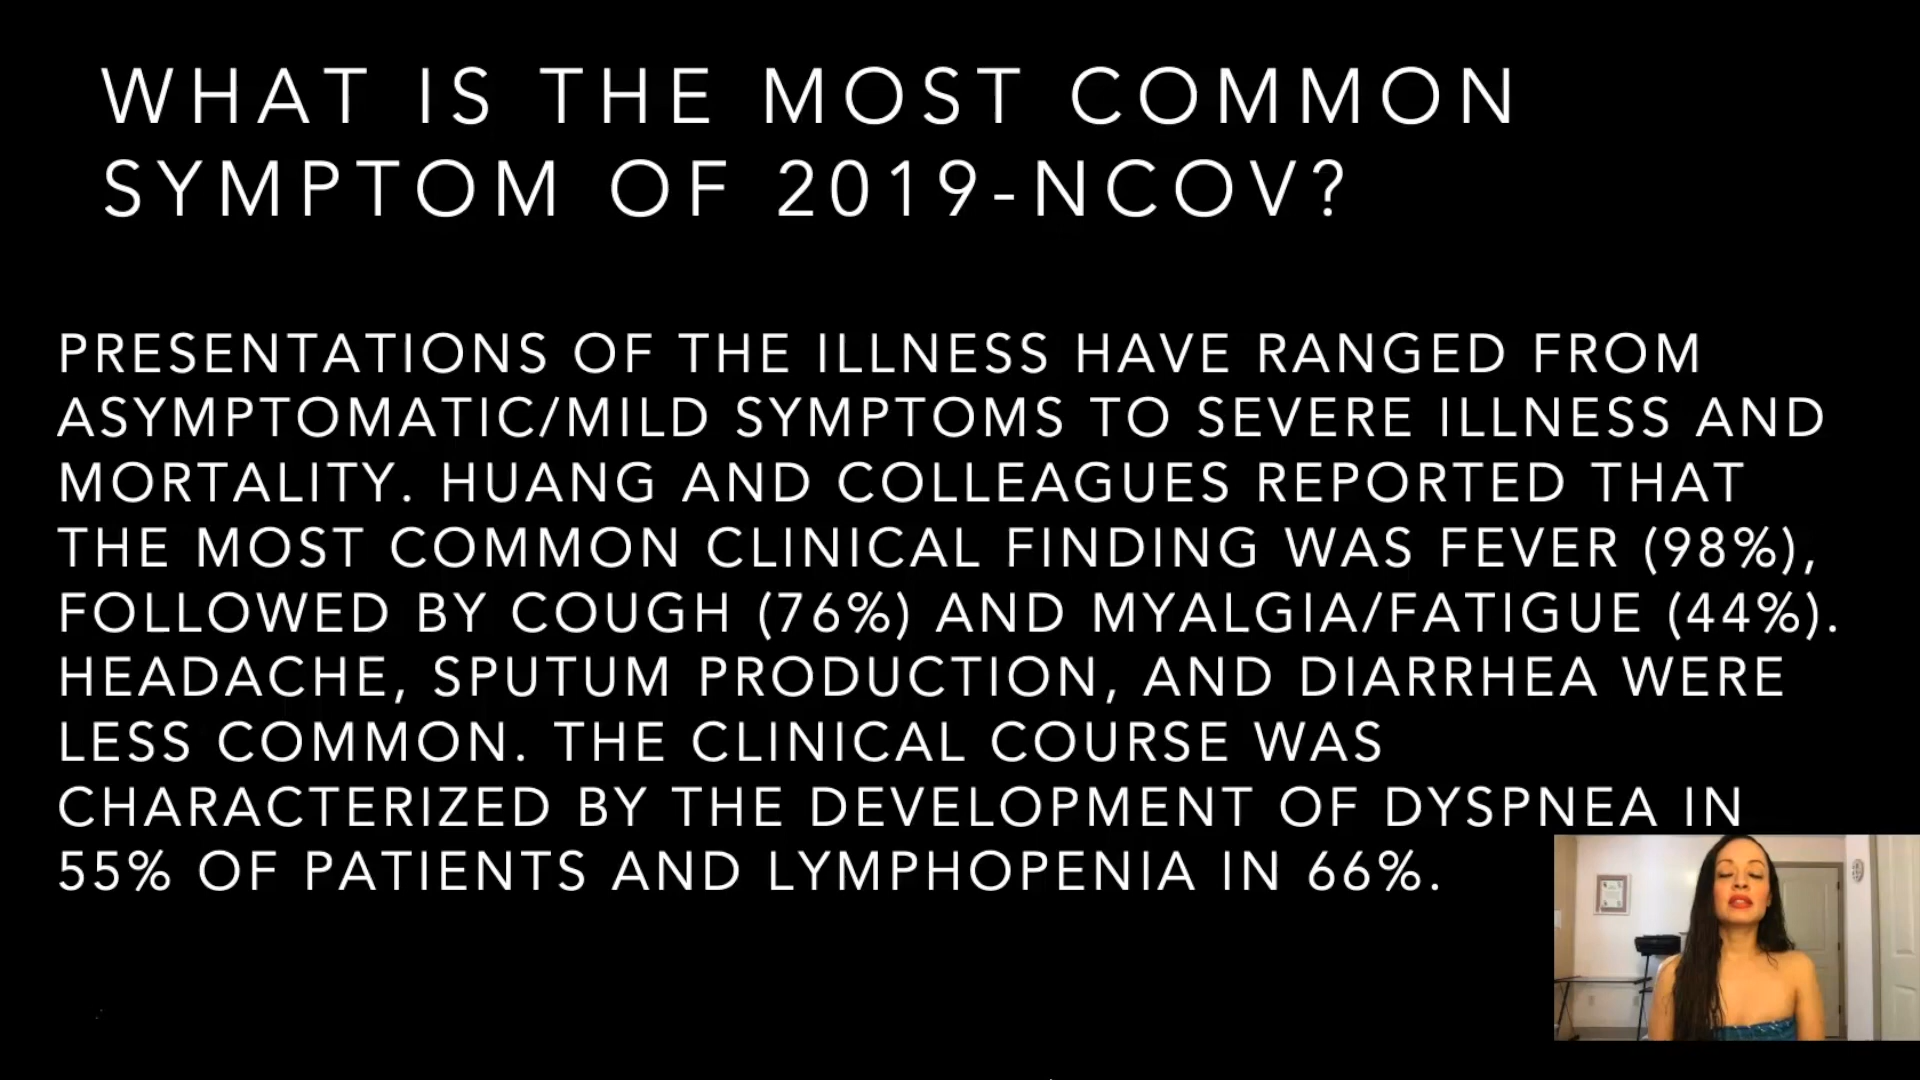 WHAT IS THE MOST COMMON
SYMPTOM OF 2019-NCOV?
PRESENTATIONS OF THE ILLNESS HAVE RANGED FROM
ASYMPTOMATIC/MILD SYMPTOMS TO SEVERE ILLNESS AND
MORTALITY. HUANG AND COLLEAGUES REPORTED THAT
THE MOST COMMON CLINICAL FINDING WAS FEVER (98%),
FOLLOWED BY COUGH (76%) AND MYALGIA/FATIGUE (44%).
HEADACHE, SPUTUM PRODUCTION, AND DIARRHEA WERE
LESS COMMON. THE CLINICAL COURSE WAS
CHARACTERIZED BY THE DEVELOPMENT OF DYSPNEA IN
55% OF PATIENTS AND LYMPHOPENIA IN 66%.